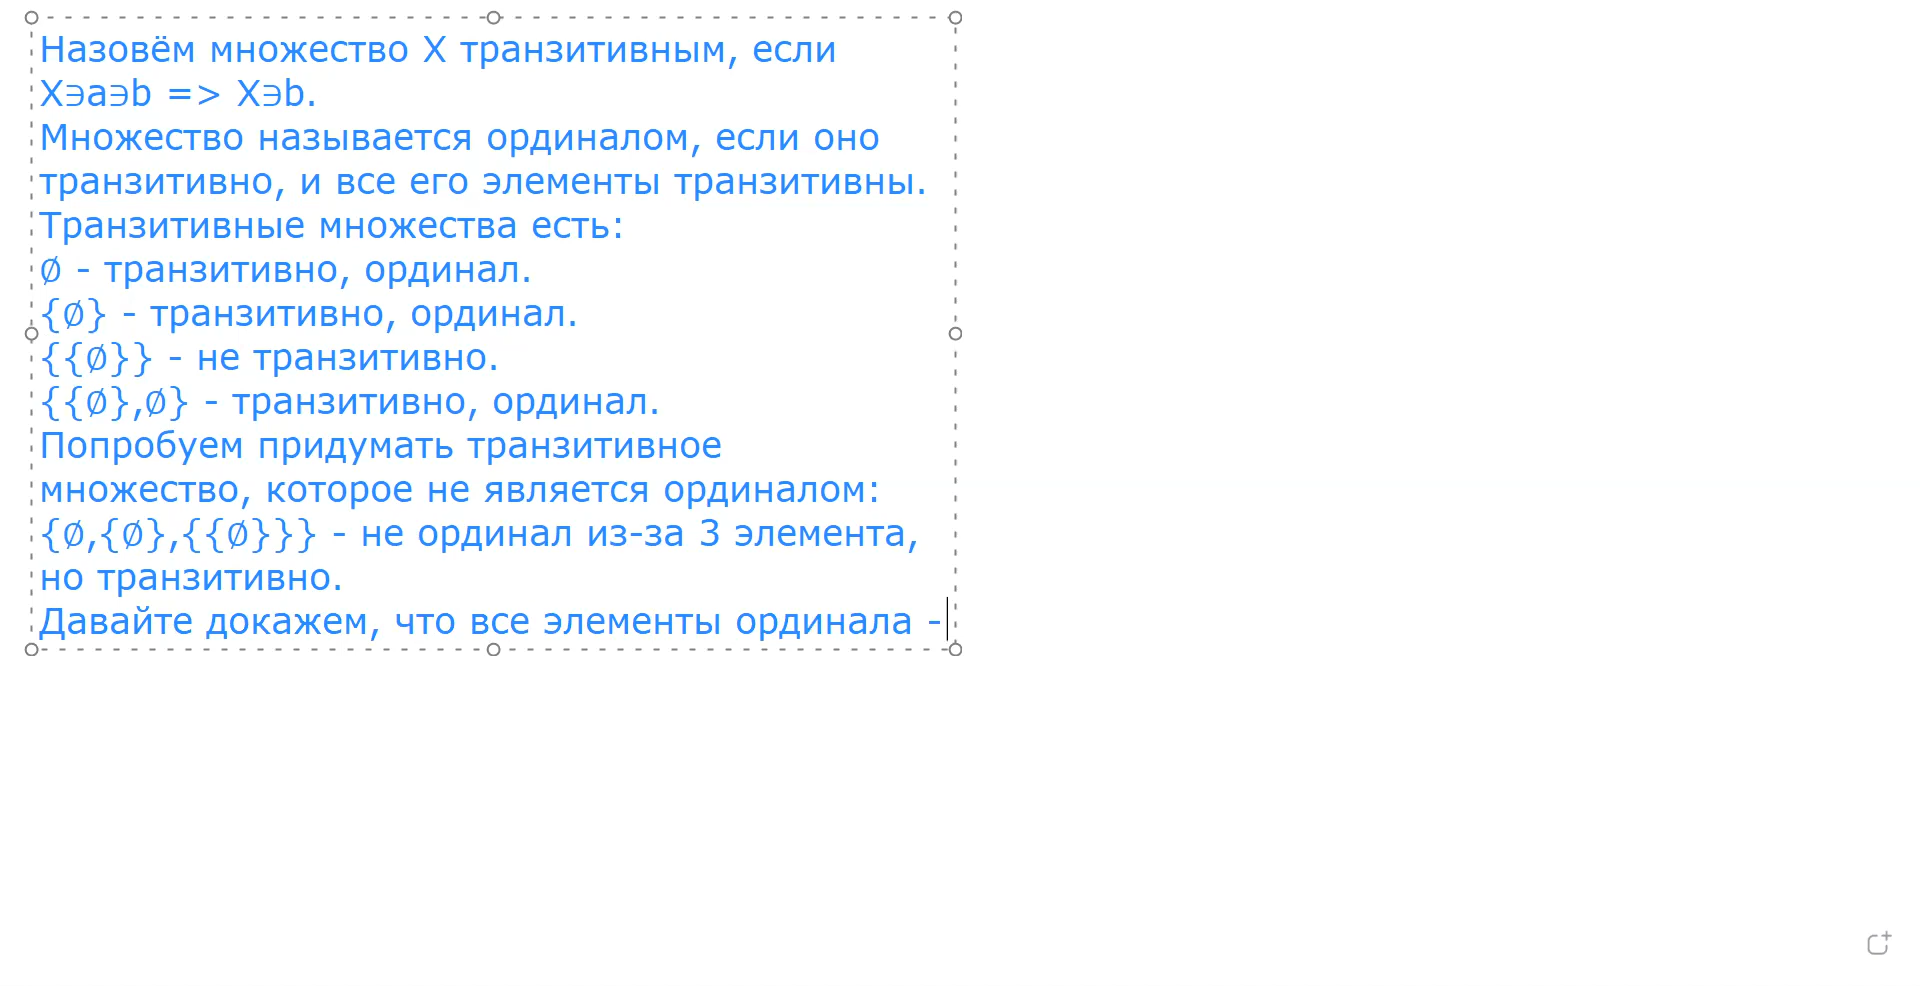 Назовём множество X транзитивным, если
X∋a∋b => X∋b.
Множество называется ординалом, если оно
транзитивно, и все его элементы транзитивны.
Транзитивные множества есть:
∅ - транзитивно, ординал.
{∅} - транзитивно, ординал.
{{∅}} - не транзитивно.
{{∅},∅} - транзитивно, ординал.
Попробуем придумать транзитивное
множество, которое не является ординалом:
{∅,{∅},{{∅}}} - не ординал из-за 3 элемента,
но транзитивно.
Давайте докажем, что все элементы ординала -